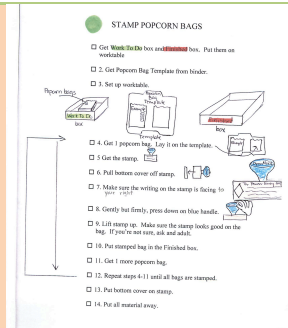 STAMP POPCORN BAGS
Get Work To Do box and Finished box. Put them on
worktable
2. Get Popcorn Bag Template from binder.
3. Set up worktable.
Popcorn bags
Popcorn
Bag
Template
Work To Do
box
Finished
box
Template
4. Get 1 popcorn bag. Lay it on the template.
5 Get the stamp.
6. Pull bottom cover off stamp.
7. Make sure the writing on the stamp is facing to
your right
8. Gently but firmly, press down on blue handle.
9. Lift stamp up. Make sure the stamp looks good on the
bag. If you're not sure, ask and adult.
10. Put stamped bag in the Finished box.
11. Get 1 more popcorn bag.
12. Repeat steps 4-11 until all bags are stamped.
13. Put bottom cover on stamp.
14. Put all material away.